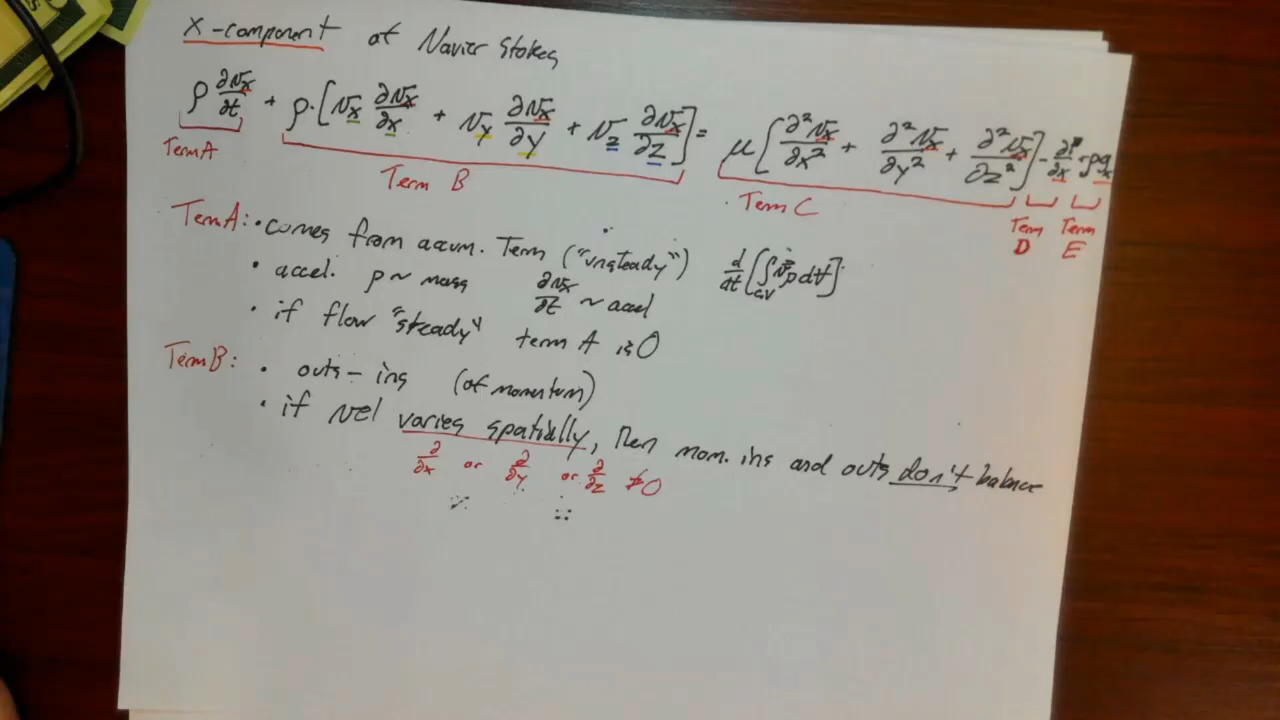 x-component of Navier Stokes
ρ ∂vx/∂t + ρ·[vx ∂vx/∂x + vy ∂vx/∂y + vz ∂vx/∂z] = μ[∂²vx/∂x² + ∂²vx/∂y² + ∂²vx/∂z²] - ∂P/∂x + ρgx
Term A
Term B
Term C
Term D
Term E
Term A: • comes from accum. Term ("unsteady") d/dt[∫cv v⃗ρdV]
• accel. ρ ~ mass ∂vx/∂t ~ accel
• if flow "steady" term A is 0
Term B: • outs - ins (of momentum)
• if vel varies spatially, then mom. ins and outs don't balance
∂/∂x or ∂/∂y or ∂/∂z ≠ 0